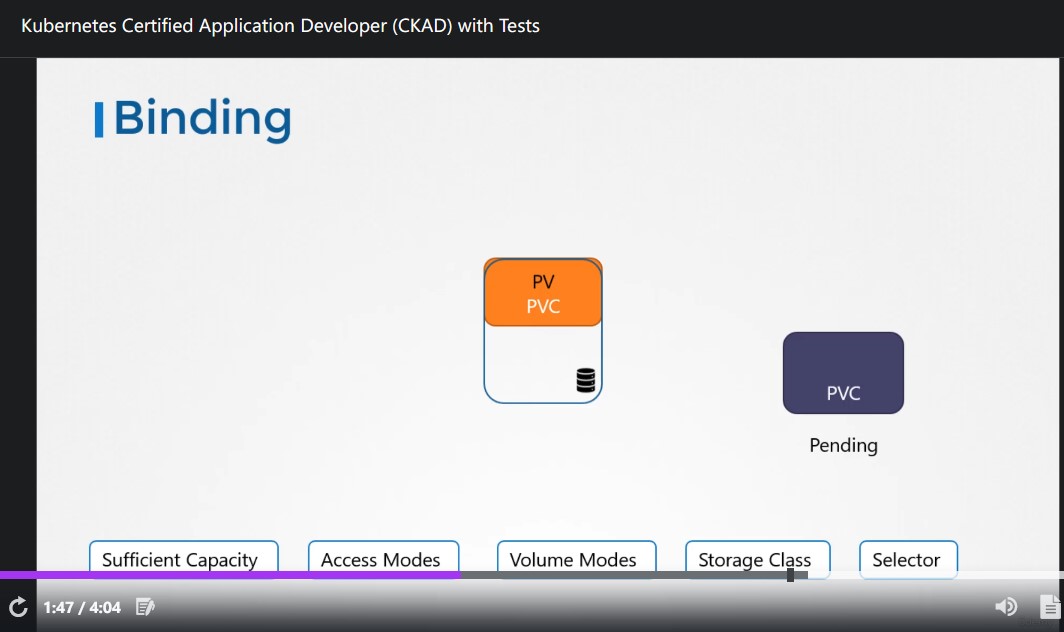 Kubernetes Certified Application Developer (CKAD) with Tests
Binding
PV
PVC
PVC
Pending
Sufficient Capacity
Access Modes
Volume Modes
Storage Class
Selector
1:47 / 4:04